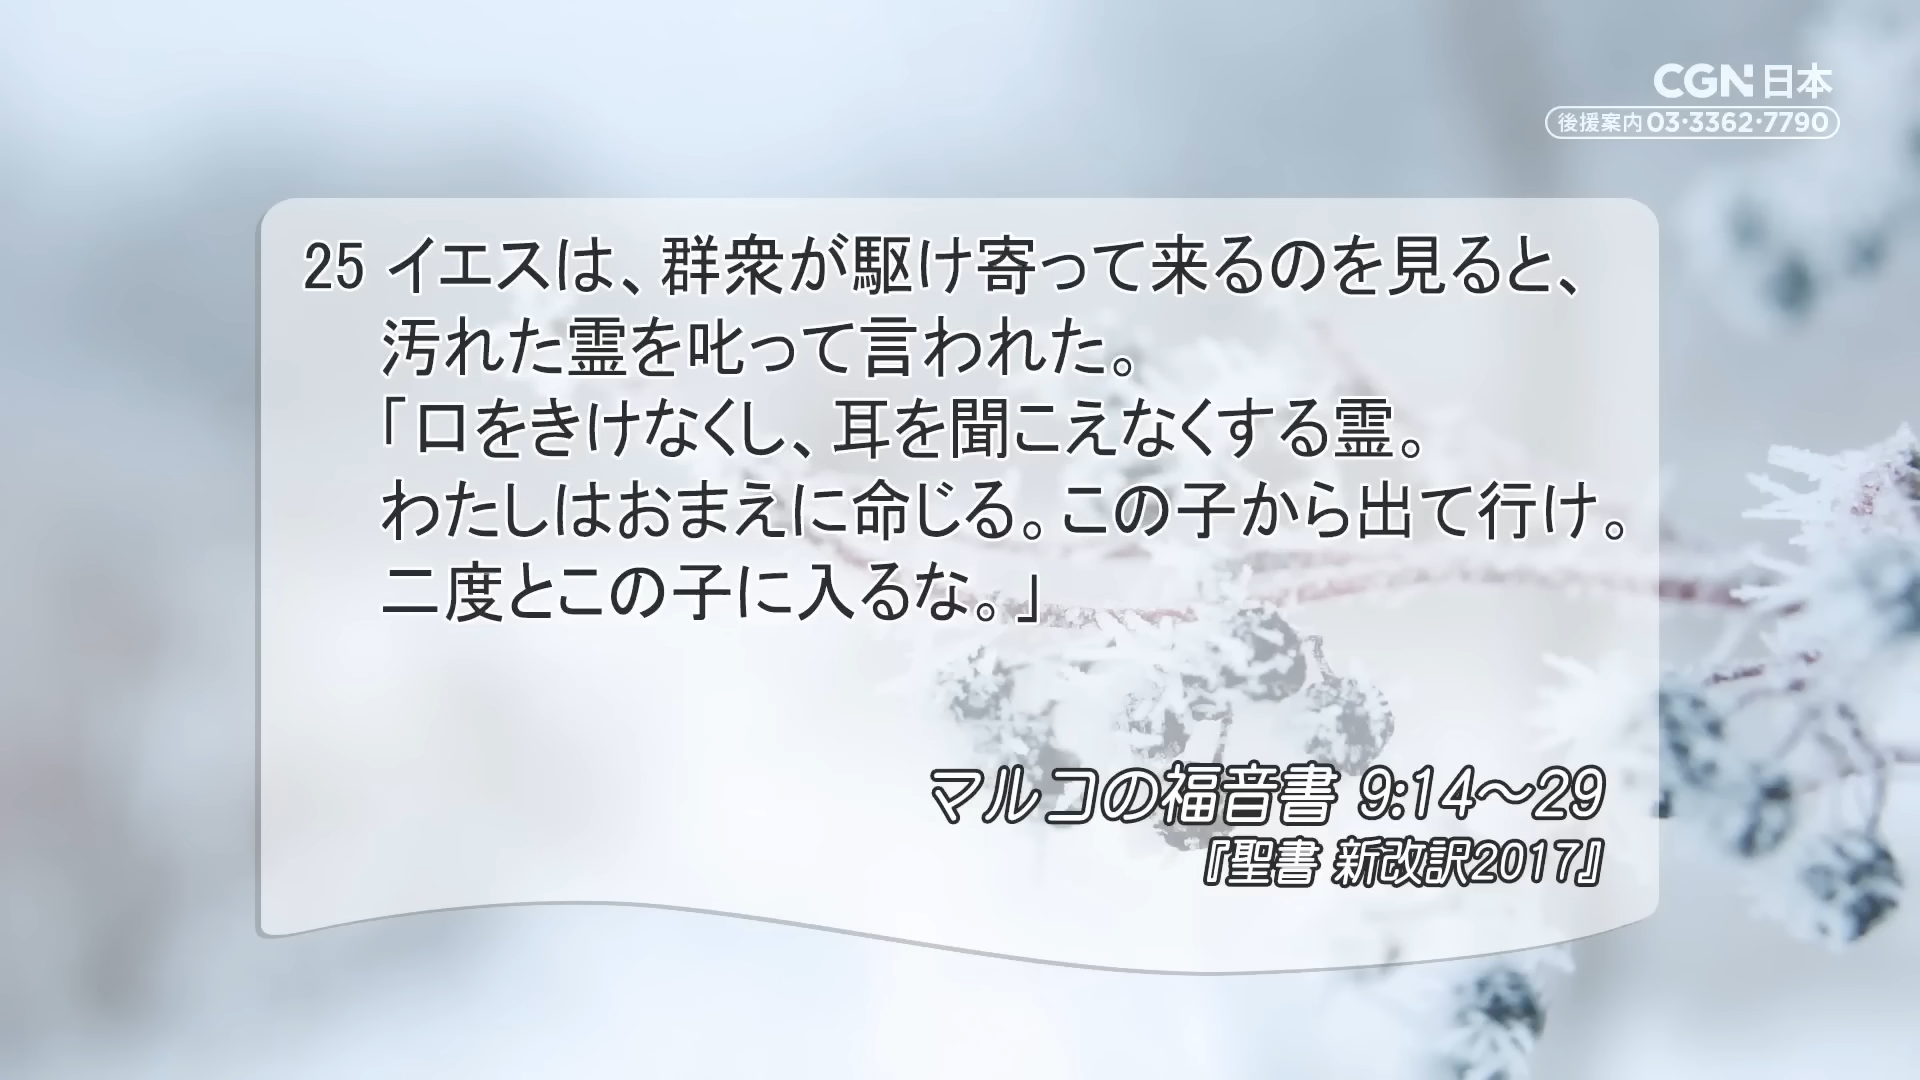 CGN日本
後援案内03·3362·7790
25 イエスは、群衆が駆け寄って来るのを見ると、
汚れた霊を叱って言われた。
「口をきけなくし、耳を聞こえなくする霊。
わたしはおまえに命じる。この子から出て行け。
二度とこの子に入るな。」
マルコの福音書 9:14〜29
『聖書 新改訳2017』